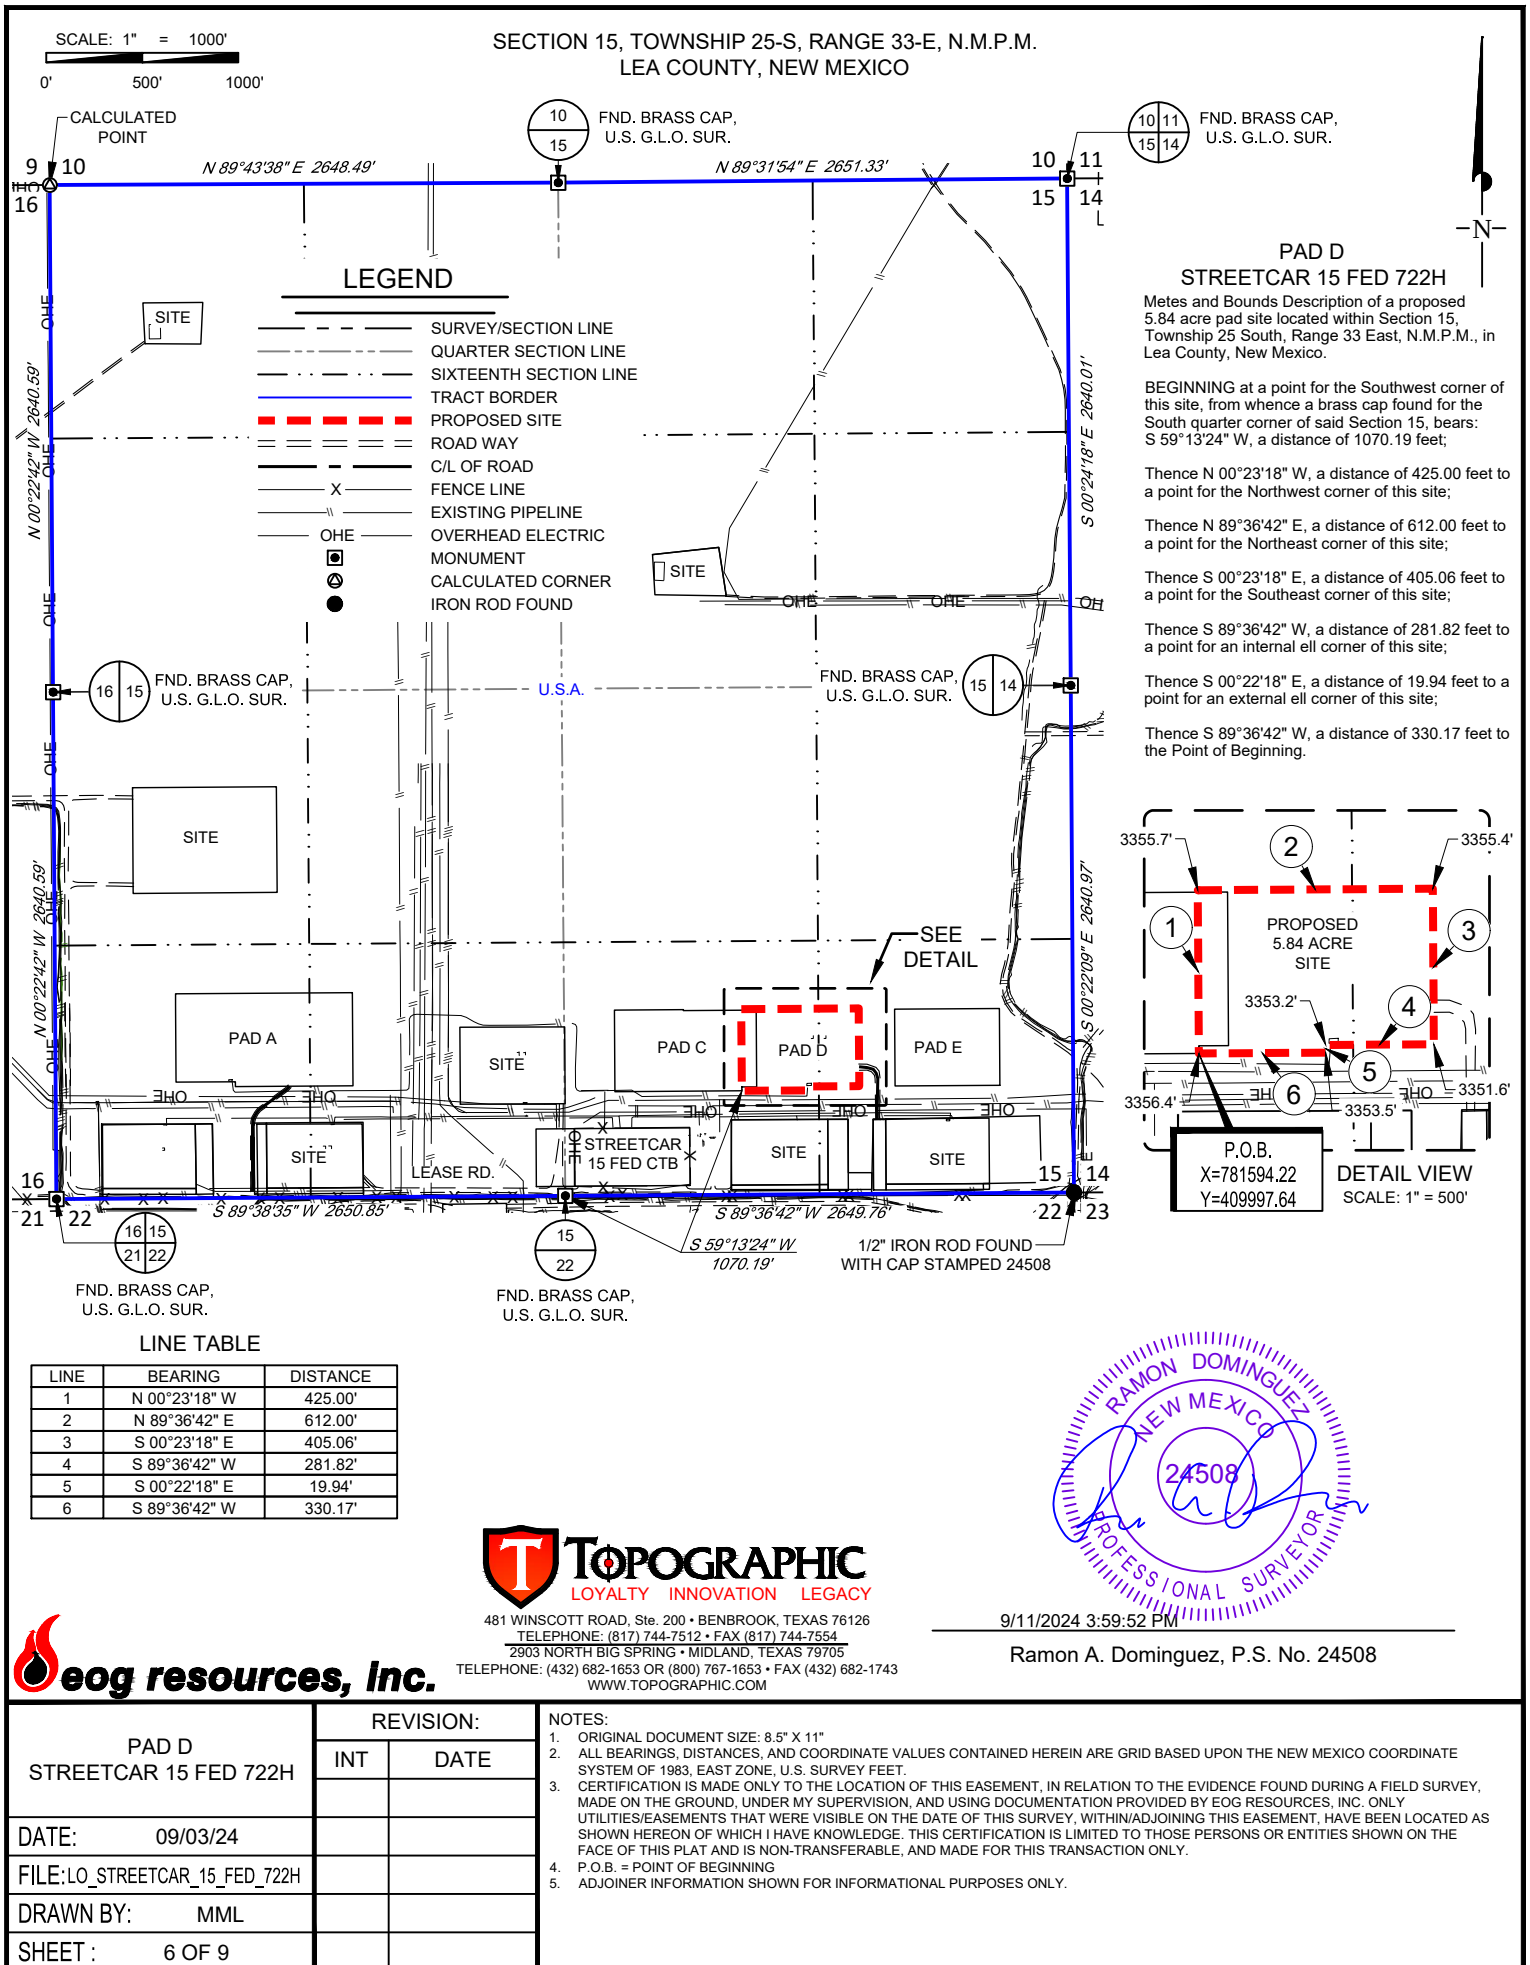 SCALE: 1" = 1000'
0' 500' 1000'
SECTION 15, TOWNSHIP 25-S, RANGE 33-E, N.M.P.M.
LEA COUNTY, NEW MEXICO
CALCULATED
POINT
10
15
FND. BRASS CAP,
U.S. G.L.O. SUR.
10 11
15 14
FND. BRASS CAP,
U.S. G.L.O. SUR.
9 10
16
OHE
N 89°43'38" E 2648.49'
N 89°31'54" E 2651.33'
10 11
15 14
N
SITE
OHE
N 00°22'42" W 2640.59'
OHE
OHE
S 00°24'18" E 2640.01'
LEGEND
SURVEY/SECTION LINE
QUARTER SECTION LINE
SIXTEENTH SECTION LINE
TRACT BORDER
PROPOSED SITE
ROAD WAY
C/L OF ROAD
X FENCE LINE
EXISTING PIPELINE
OHE OVERHEAD ELECTRIC
MONUMENT
CALCULATED CORNER
IRON ROD FOUND
SITE
OHE OHE OH
16 15
FND. BRASS CAP,
U.S. G.L.O. SUR.
U.S.A.
FND. BRASS CAP,
U.S. G.L.O. SUR.
15 14
PAD D
STREETCAR 15 FED 722H
Metes and Bounds Description of a proposed
5.84 acre pad site located within Section 15,
Township 25 South, Range 33 East, N.M.P.M., in
Lea County, New Mexico.
BEGINNING at a point for the Southwest corner of
this site, from whence a brass cap found for the
South quarter corner of said Section 15, bears:
S 59°13'24" W, a distance of 1070.19 feet;
Thence N 00°23'18" W, a distance of 425.00 feet to
a point for the Northwest corner of this site;
Thence N 89°36'42" E, a distance of 612.00 feet to
a point for the Northeast corner of this site;
Thence S 00°23'18" E, a distance of 405.06 feet to
a point for the Southeast corner of this site;
Thence S 89°36'42" W, a distance of 281.82 feet to
a point for an internal ell corner of this site;
Thence S 00°22'18" E, a distance of 19.94 feet to a
point for an external ell corner of this site;
Thence S 89°36'42" W, a distance of 330.17 feet to
the Point of Beginning.
OHE
SITE
N 00°22'42" W 2640.59'
OHE
OHE
S 00°22'09" E 2640.97'
SEE
DETAIL
PAD A
SITE
PAD C
PAD D
PAD E
OHE OHE OHE OHE OHE
SITE
LEASE RD.
OHE
STREETCAR
15 FED CTB
SITE
SITE
X X
16
21 22
15 14
22 23
S 89°38'35" W 2650.85'
S 89°36'42" W 2649.76'
16 15
21 22
FND. BRASS CAP,
U.S. G.L.O. SUR.
15
22
FND. BRASS CAP,
U.S. G.L.O. SUR.
S 59°13'24" W
1070.19'
1/2" IRON ROD FOUND
WITH CAP STAMPED 24508
3355.7'
2
3355.4'
1
PROPOSED
5.84 ACRE
SITE
3
3353.2'
4
5
3356.4'
OHE
6
3353.5'
OHE
3351.6'
P.O.B.
X=781594.22
Y=409997.64
DETAIL VIEW
SCALE: 1" = 500'
LINE TABLE
LINE BEARING DISTANCE
1 N 00°23'18" W 425.00'
2 N 89°36'42" E 612.00'
3 S 00°23'18" E 405.06'
4 S 89°36'42" W 281.82'
5 S 00°22'18" E 19.94'
6 S 89°36'42" W 330.17'
RAMON DOMINGUEZ
NEW MEXICO
24508
PROFESSIONAL SURVEYOR
9/11/2024 3:59:52 PM
Ramon A. Dominguez, P.S. No. 24508
T TOPOGRAPHIC
LOYALTY INNOVATION LEGACY
481 WINSCOTT ROAD, Ste. 200 • BENBROOK, TEXAS 76126
TELEPHONE: (817) 744-7512 • FAX (817) 744-7554
2903 NORTH BIG SPRING • MIDLAND, TEXAS 79705
TELEPHONE: (432) 682-1653 OR (800) 767-1653 • FAX (432) 682-1743
WWW.TOPOGRAPHIC.COM
eog resources, inc.
PAD D
STREETCAR 15 FED 722H
DATE: 09/03/24
FILE: LO_STREETCAR_15_FED_722H
DRAWN BY: MML
SHEET : 6 OF 9
REVISION:
INT DATE
NOTES:
1. ORIGINAL DOCUMENT SIZE: 8.5" X 11"
2. ALL BEARINGS, DISTANCES, AND COORDINATE VALUES CONTAINED HEREIN ARE GRID BASED UPON THE NEW MEXICO COORDINATE
SYSTEM OF 1983, EAST ZONE, U.S. SURVEY FEET.
3. CERTIFICATION IS MADE ONLY TO THE LOCATION OF THIS EASEMENT, IN RELATION TO THE EVIDENCE FOUND DURING A FIELD SURVEY,
MADE ON THE GROUND, UNDER MY SUPERVISION, AND USING DOCUMENTATION PROVIDED BY EOG RESOURCES, INC. ONLY
UTILITIES/EASEMENTS THAT WERE VISIBLE ON THE DATE OF THIS SURVEY, WITHIN/ADJOINING THIS EASEMENT, HAVE BEEN LOCATED AS
SHOWN HEREON OF WHICH I HAVE KNOWLEDGE. THIS CERTIFICATION IS LIMITED TO THOSE PERSONS OR ENTITIES SHOWN ON THE
FACE OF THIS PLAT AND IS NON-TRANSFERABLE, AND MADE FOR THIS TRANSACTION ONLY.
4. P.O.B. = POINT OF BEGINNING
5. ADJOINER INFORMATION SHOWN FOR INFORMATIONAL PURPOSES ONLY.